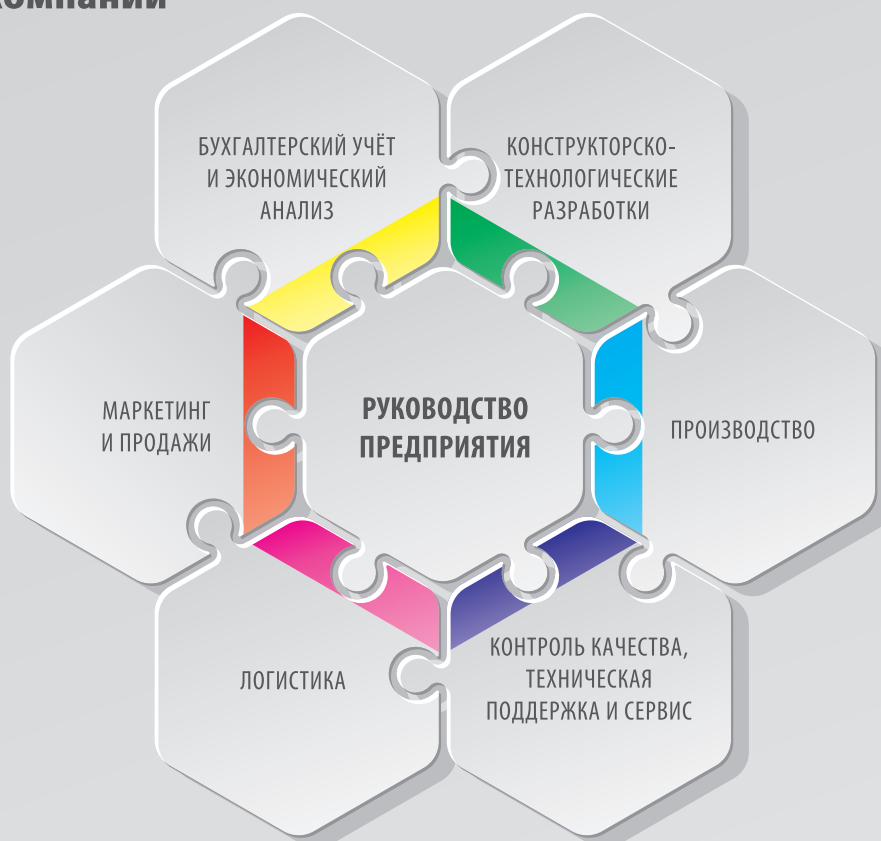 компании
БУХГАЛТЕРСКИЙ УЧЁТ
И ЭКОНОМИЧЕСКИЙ
АНАЛИЗ
КОНСТРУКТОРСКО-
ТЕХНОЛОГИЧЕСКИЕ
РАЗРАБОТКИ
МАРКЕТИНГ
И ПРОДАЖИ
РУКОВОДСТВО
ПРЕДПРИЯТИЯ
ПРОИЗВОДСТВО
ЛОГИСТИКА
КОНТРОЛЬ КАЧЕСТВА,
ТЕХНИЧЕСКАЯ
ПОДДЕРЖКА И СЕРВИС